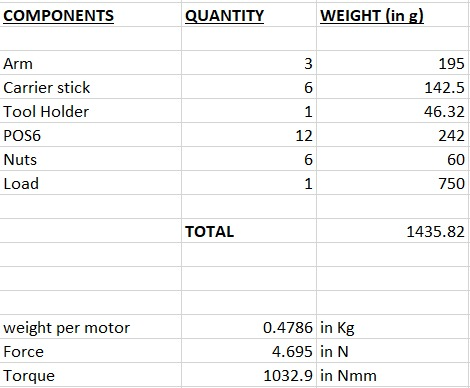 COMPONENTS QUANTITY WEIGHT (in g)
Arm 3 195
Carrier stick 6 142.5
Tool Holder 1 46.32
POS6 12 242
Nuts 6 60
Load 1 750
TOTAL 1435.82
weight per motor 0.4786 in Kg
Force 4.695 in N
Torque 1032.9 in Nmm